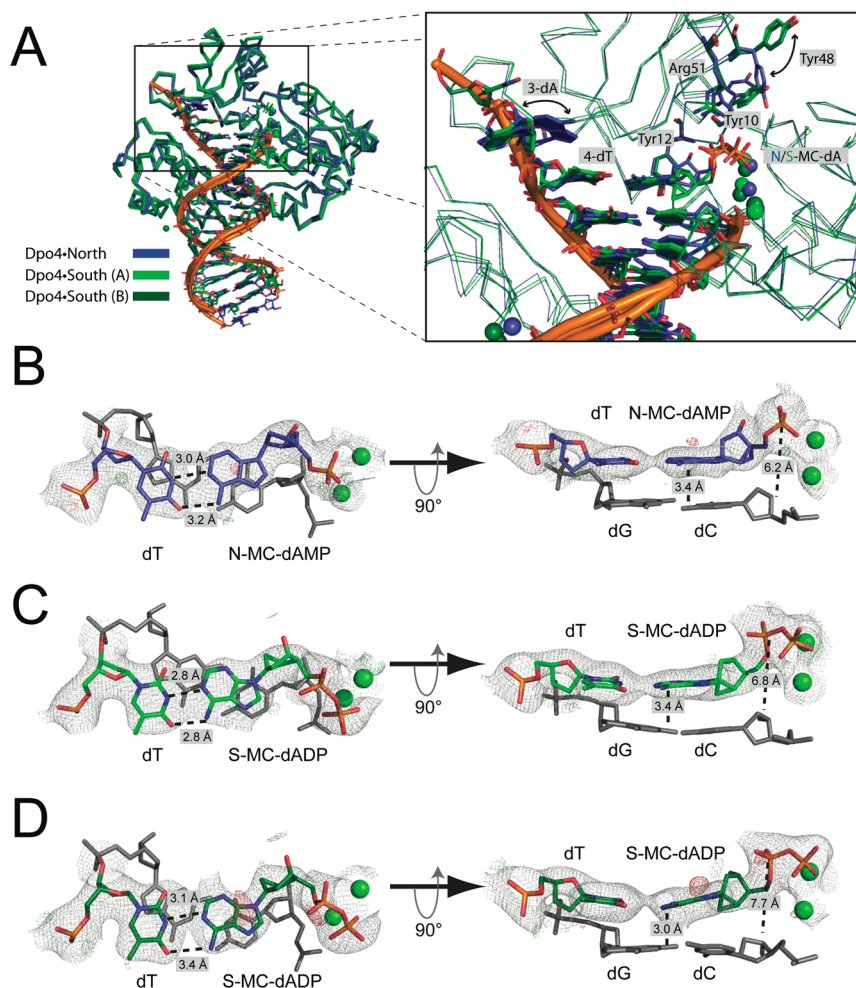 A
Dpo4•North
Dpo4•South (A)
Dpo4•South (B)
3-dA
Arg51
Tyr48
Tyr10
Tyr12
4-dT
N/S-MC-dA
B
3.0 Å
3.2 Å
dT
N-MC-dAMP
90°
dT
N-MC-dAMP
6.2 Å
3.4 Å
dG
dC
C
2.8 Å
2.8 Å
dT
S-MC-dADP
90°
dT
S-MC-dADP
6.8 Å
3.4 Å
dG
dC
D
3.1 Å
3.4 Å
dT
S-MC-dADP
90°
dT
S-MC-dADP
7.7 Å
3.0 Å
dG
dC